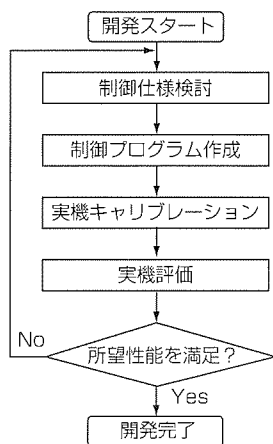 開発スタート
制御仕様検討
制御プログラム作成
実機キャリブレーション
実機評価
所望性能を満足？
No
Yes
開発完了